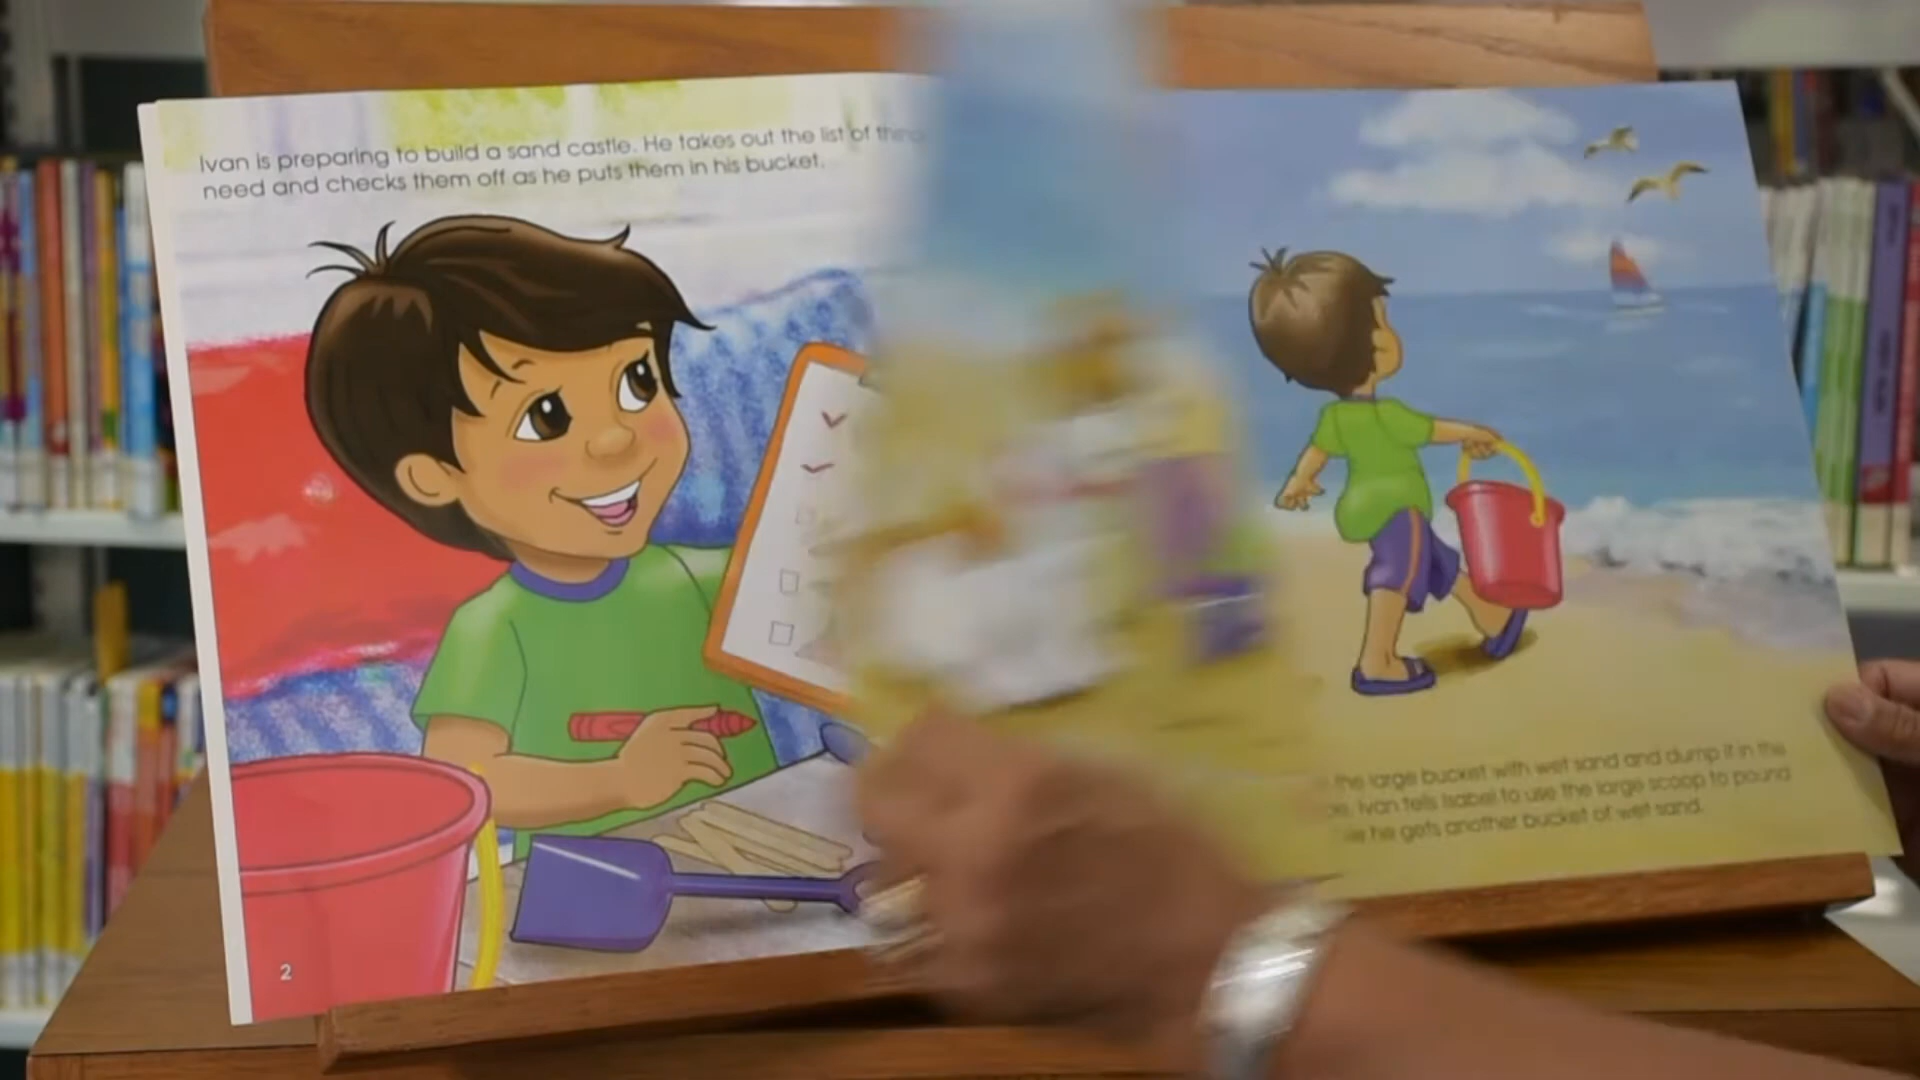 Ivan is preparing to build a sand castle. He takes out the list of
need and checks them off as he puts them in his bucket.
2
the large bucket with wet sand and dump it in the
Ivan tells Isabel to use the large scoop to pound
he gets another bucket of wet sand.